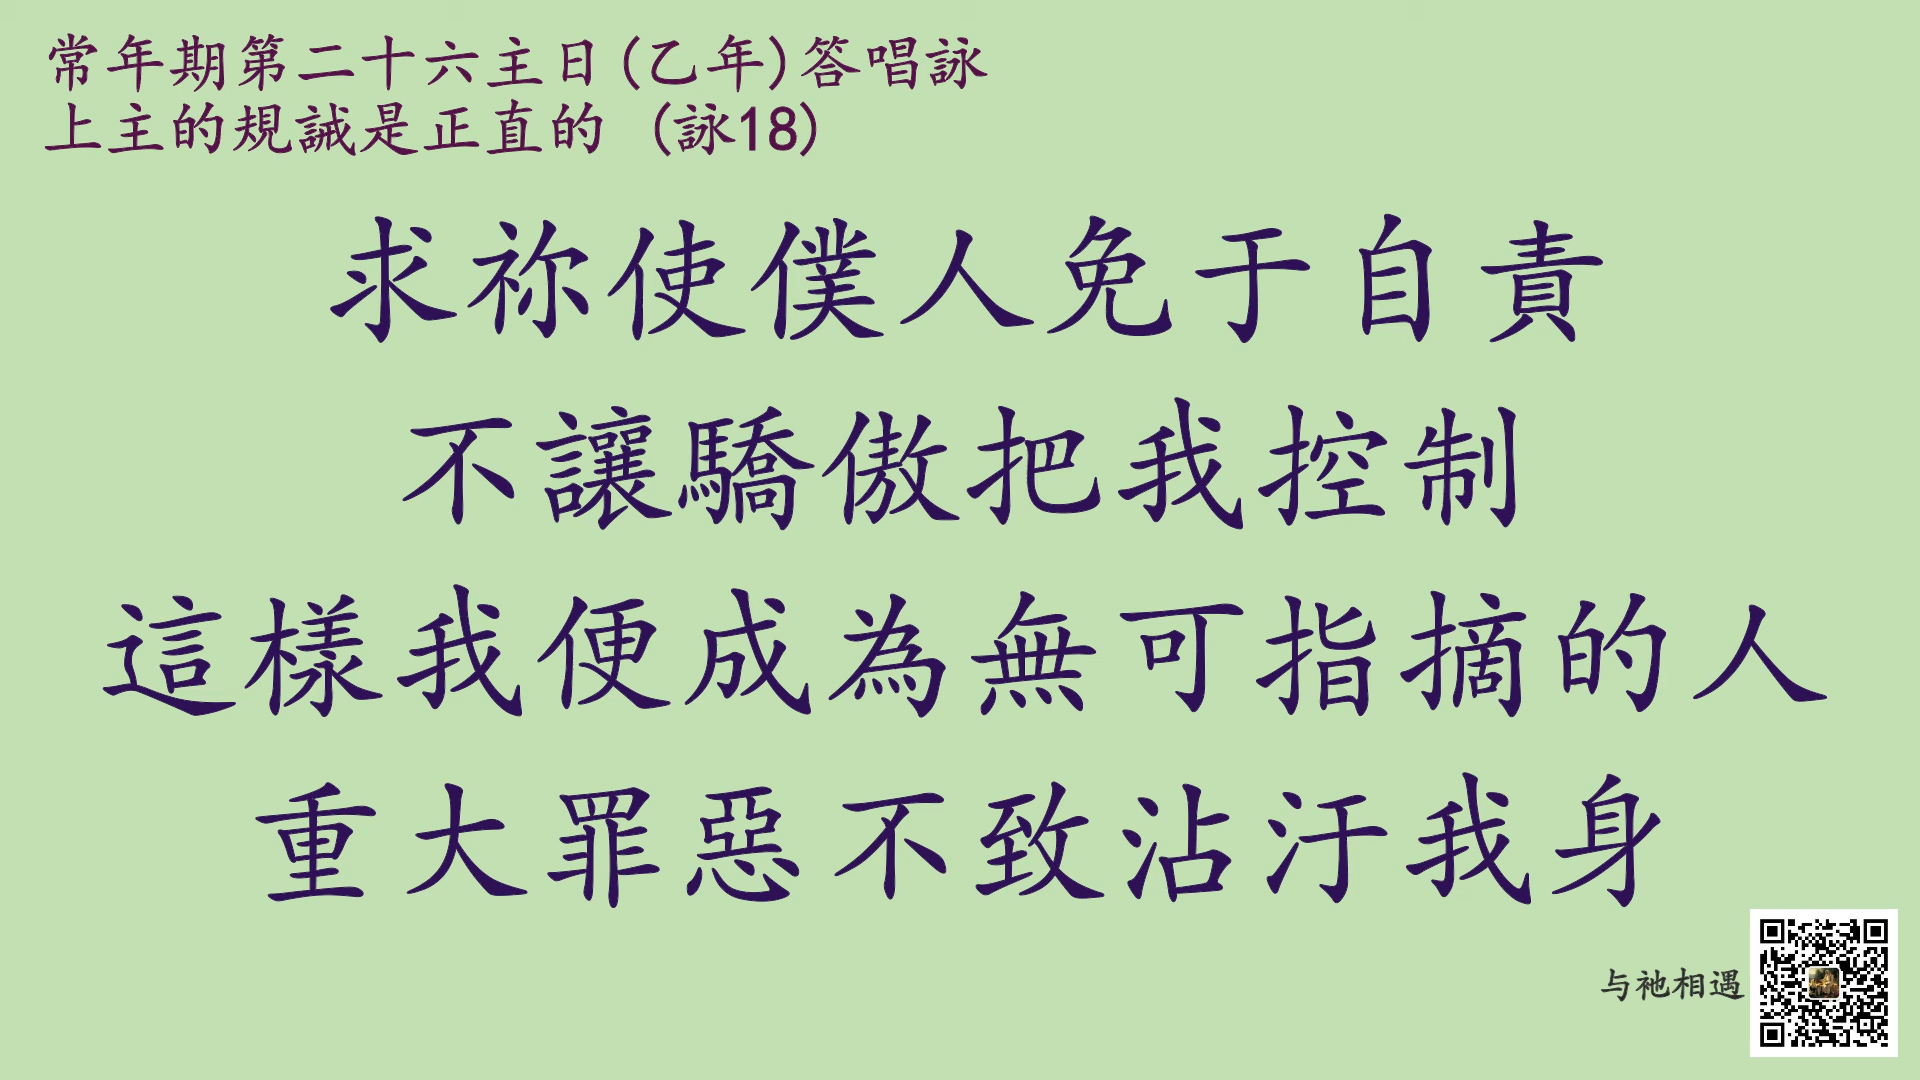 常年期第二十六主日(乙年)答唱詠
上主的規誡是正直的 (詠18)
求祢使僕人免于自責
不讓驕傲把我控制
這樣我便成為無可指摘的人
重大罪惡不致沾汙我身
与祂相遇